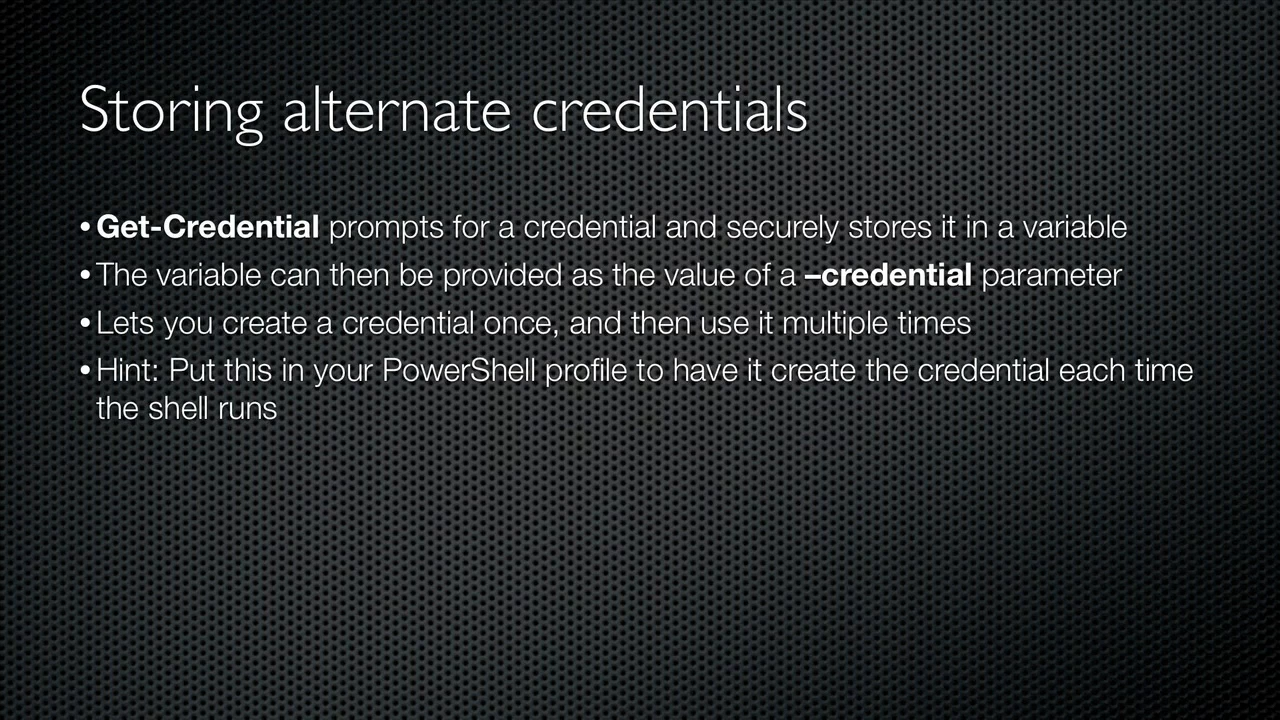 Storing alternate credentials
• Get-Credential prompts for a credential and securely stores it in a variable
• The variable can then be provided as the value of a –credential parameter
• Lets you create a credential once, and then use it multiple times
• Hint: Put this in your PowerShell profile to have it create the credential each time
the shell runs